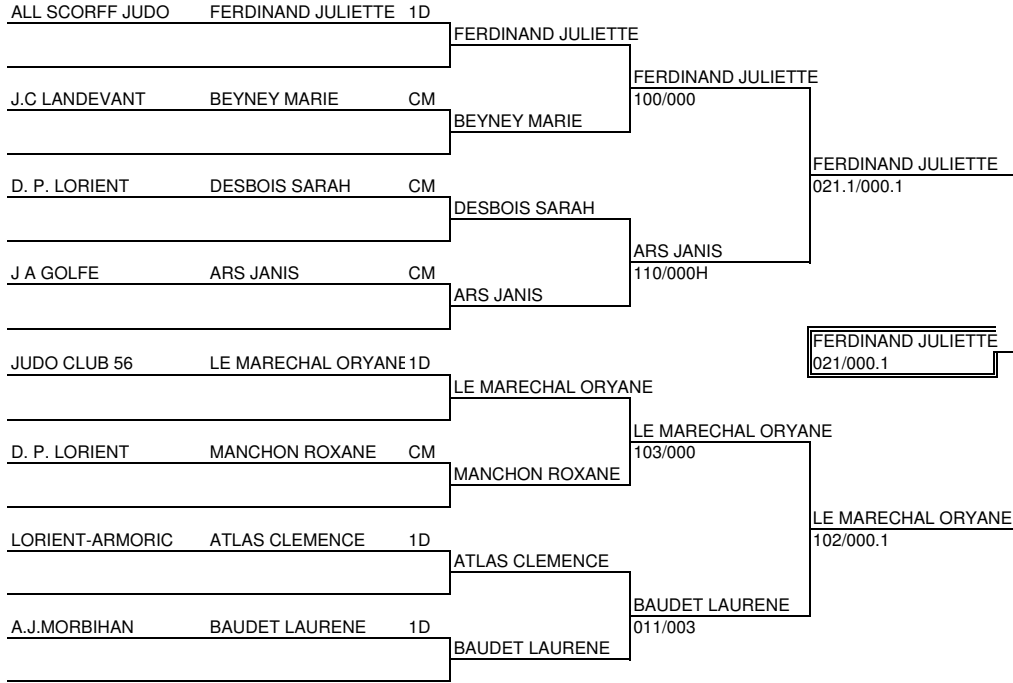 ALL SCORFF JUDO FERDINAND JULIETTE 1D
FERDINAND JULIETTE
FERDINAND JULIETTE
100/000
J.C LANDEVANT BEYNEY MARIE CM
BEYNEY MARIE
FERDINAND JULIETTE
021.1/000.1
D. P. LORIENT DESBOIS SARAH CM
DESBOIS SARAH
ARS JANIS
110/000H
J A GOLFE ARS JANIS CM
ARS JANIS
FERDINAND JULIETTE
021/000.1
JUDO CLUB 56 LE MARECHAL ORYANE 1D
LE MARECHAL ORYANE
LE MARECHAL ORYANE
103/000
D. P. LORIENT MANCHON ROXANE CM
MANCHON ROXANE
LE MARECHAL ORYANE
102/000.1
LORIENT-ARMORIC ATLAS CLEMENCE 1D
ATLAS CLEMENCE
BAUDET LAURENE
011/003
A.J.MORBIHAN BAUDET LAURENE 1D
BAUDET LAURENE